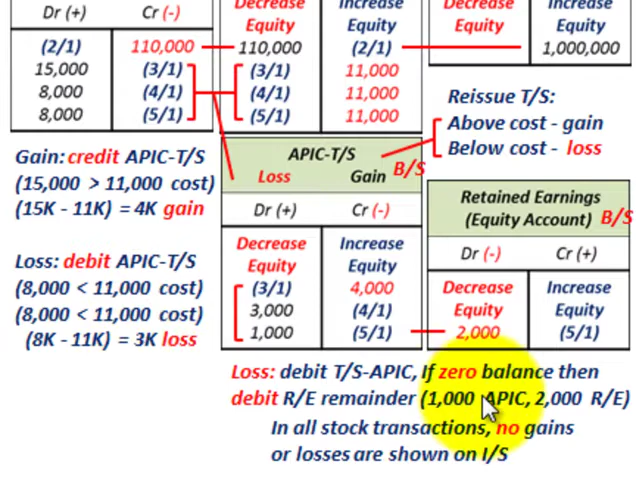 Dr (+) Cr (-)
(2/1) 110,000
15,000 (3/1)
8,000 (4/1)
8,000 (5/1)
Decrease Increase
Equity Equity
110,000 (2/1)
(3/1) 11,000
(4/1) 11,000
(5/1) 11,000
Decrease Increase
Equity Equity
1,000,000
Reissue T/S:
Above cost - gain
Below cost - loss
Gain: credit APIC-T/S
(15,000 > 11,000 cost)
(15K - 11K) = 4K gain
Loss: debit APIC-T/S
(8,000 < 11,000 cost)
(8,000 < 11,000 cost)
(8K - 11K) = 3K loss
APIC-T/S
Loss Gain B/S
Dr (+) Cr (-)
Decrease Increase
Equity Equity
(3/1) 4,000
3,000 (4/1)
1,000 (5/1)
Retained Earnings
(Equity Account) B/S
Dr (-) Cr (+)
Decrease Increase
Equity Equity
2,000 (5/1)
Loss: debit T/S-APIC, If zero balance then
debit R/E remainder (1,000 APIC, 2,000 R/E)
In all stock transactions, no gains
or losses are shown on I/S